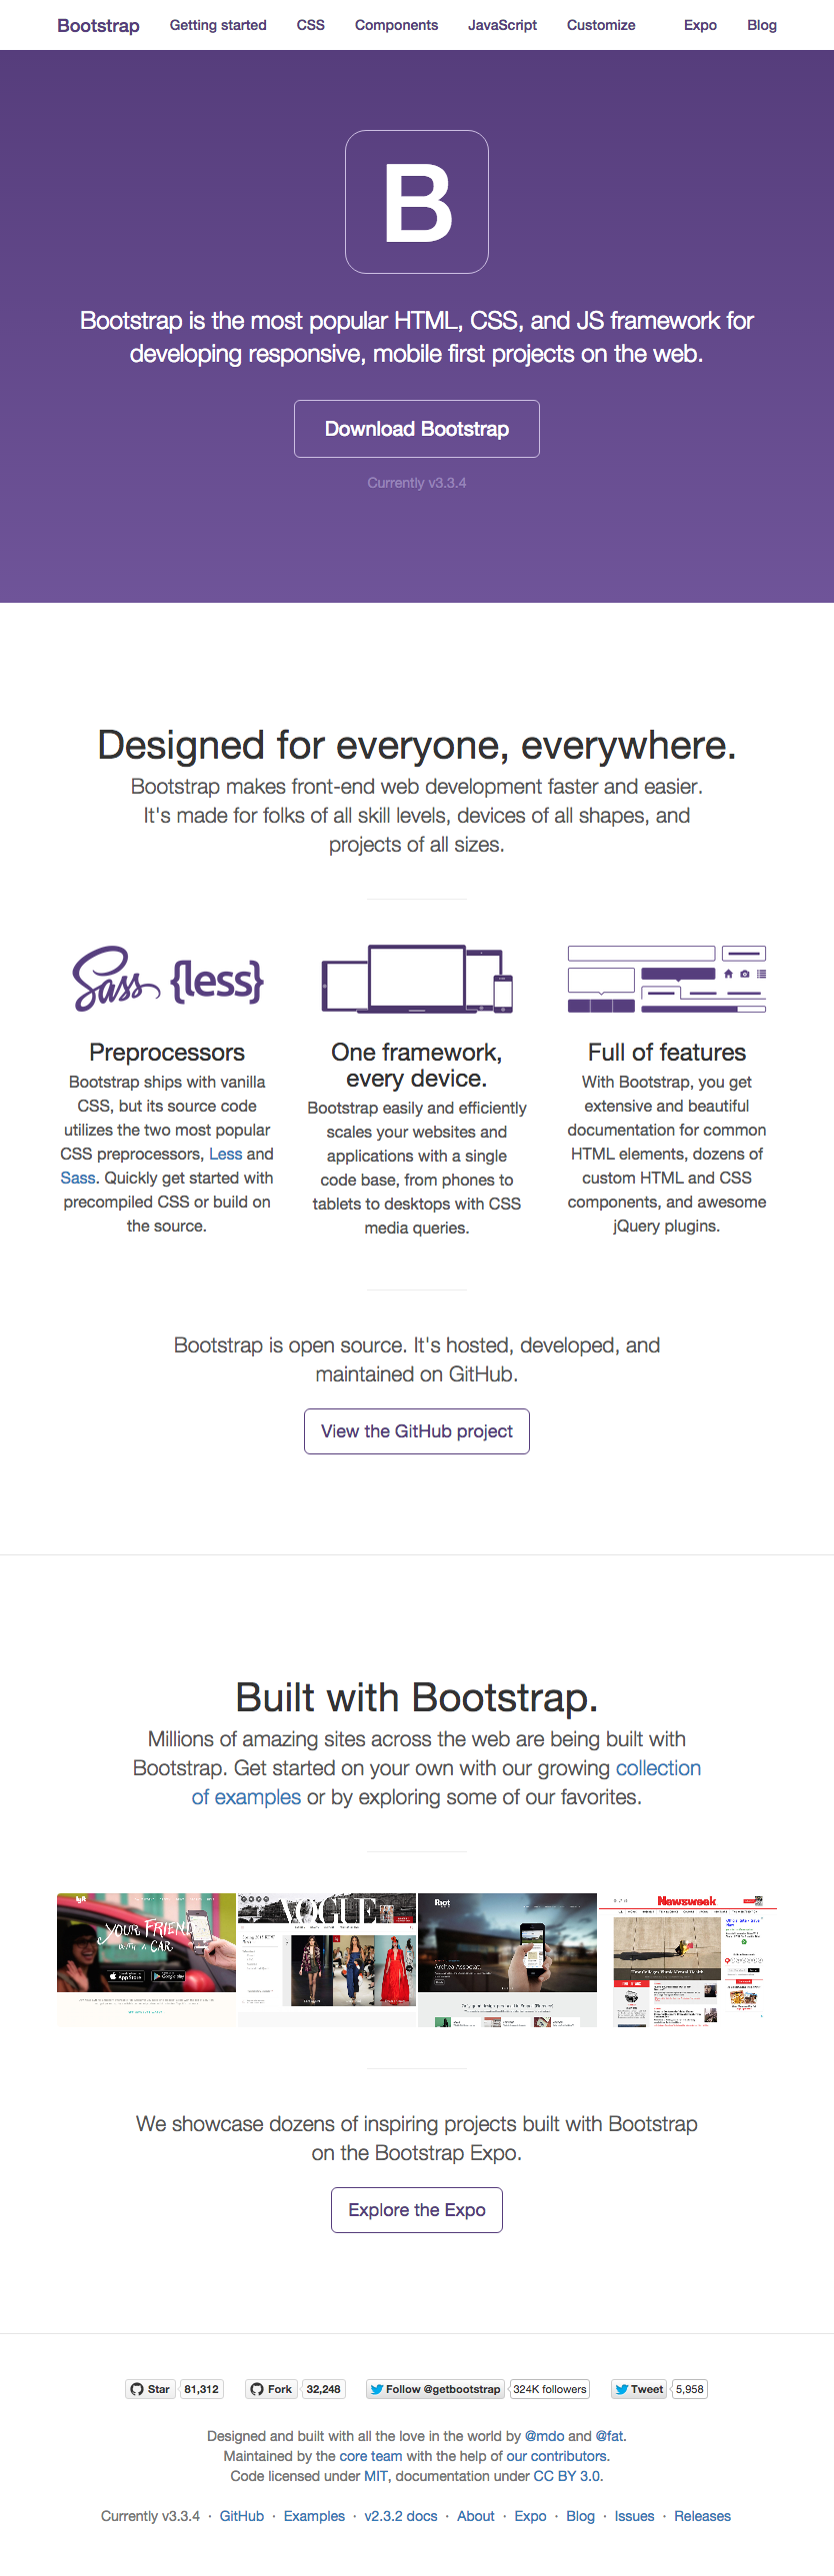 Bootstrap Getting started CSS Components JavaScript Customize Expo Blog
B
Bootstrap is the most popular HTML, CSS, and JS framework for
developing responsive, mobile first projects on the web.
Download Bootstrap
Currently v3.3.4
Designed for everyone, everywhere.
Bootstrap makes front-end web development faster and easier.
It's made for folks of all skill levels, devices of all shapes, and
projects of all sizes.
Sass {less}
Preprocessors
Bootstrap ships with vanilla
CSS, but its source code
utilizes the two most popular
CSS preprocessors, Less and
Sass. Quickly get started with
precompiled CSS or build on
the source.
One framework,
every device.
Bootstrap easily and efficiently
scales your websites and
applications with a single
code base, from phones to
tablets to desktops with CSS
media queries.
Full of features
With Bootstrap, you get
extensive and beautiful
documentation for common
HTML elements, dozens of
custom HTML and CSS
components, and awesome
jQuery plugins.
Bootstrap is open source. It's hosted, developed, and
maintained on GitHub.
View the GitHub project
Built with Bootstrap.
Millions of amazing sites across the web are being built with
Bootstrap. Get started on your own with our growing collection
of examples or by exploring some of our favorites.
lyft
YOUR FRIEND
WITH A CAR
App Store Google play
VOGUE
Riot
Newsweek
We showcase dozens of inspiring projects built with Bootstrap
on the Bootstrap Expo.
Explore the Expo
Star 81,312 Fork 32,248 Follow @getbootstrap 324K followers Tweet 5,958
Designed and built with all the love in the world by @mdo and @fat.
Maintained by the core team with the help of our contributors.
Code licensed under MIT, documentation under CC BY 3.0.
Currently v3.3.4 · GitHub · Examples · v2.3.2 docs · About · Expo · Blog · Issues · Releases